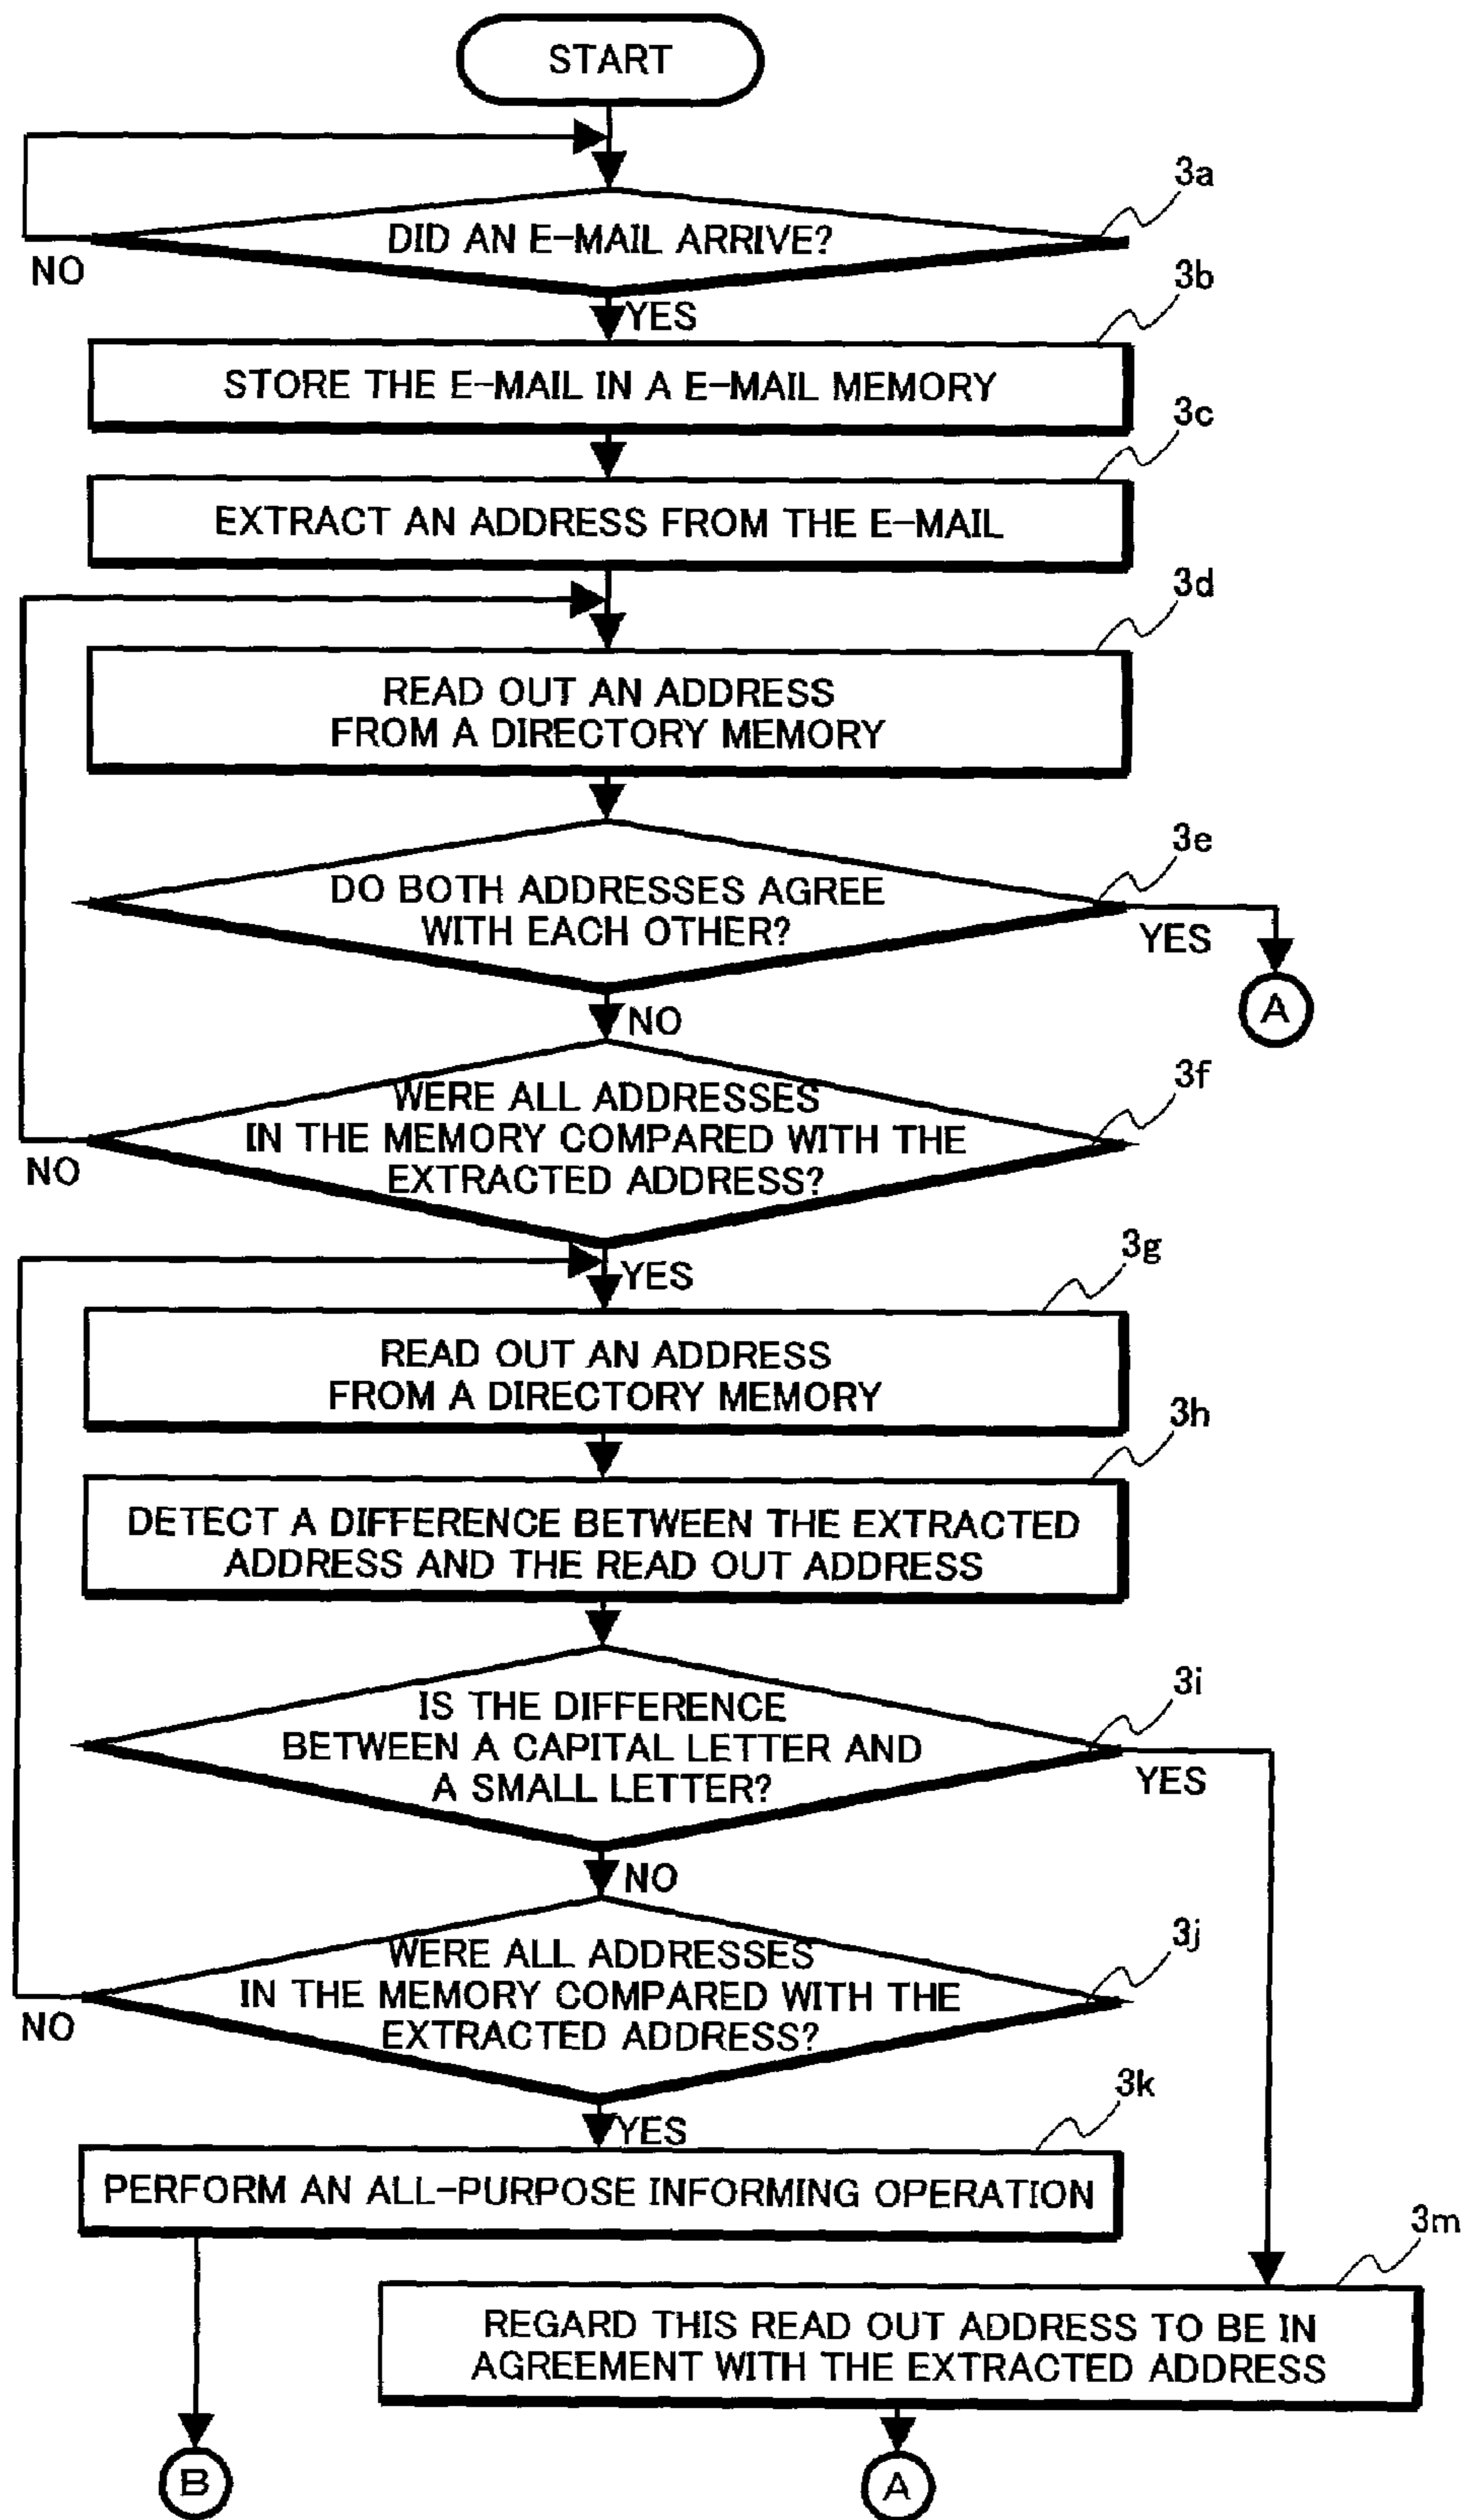 START
3a
DID AN E-MAIL ARRIVE?
NO
3b
YES
STORE THE E-MAIL IN A E-MAIL MEMORY
3c
EXTRACT AN ADDRESS FROM THE E-MAIL
3d
READ OUT AN ADDRESS
FROM A DIRECTORY MEMORY
3e
DO BOTH ADDRESSES AGREE
WITH EACH OTHER?
YES
A
NO
3f
WERE ALL ADDRESSES
IN THE MEMORY COMPARED WITH THE
EXTRACTED ADDRESS?
NO
3g
YES
READ OUT AN ADDRESS
FROM A DIRECTORY MEMORY
3h
DETECT A DIFFERENCE BETWEEN THE EXTRACTED
ADDRESS AND THE READ OUT ADDRESS
3i
IS THE DIFFERENCE
BETWEEN A CAPITAL LETTER AND
A SMALL LETTER?
YES
NO
3j
WERE ALL ADDRESSES
IN THE MEMORY COMPARED WITH THE
EXTRACTED ADDRESS?
NO
3k
YES
PERFORM AN ALL-PURPOSE INFORMING OPERATION
3m
REGARD THIS READ OUT ADDRESS TO BE IN
AGREEMENT WITH THE EXTRACTED ADDRESS
B
A